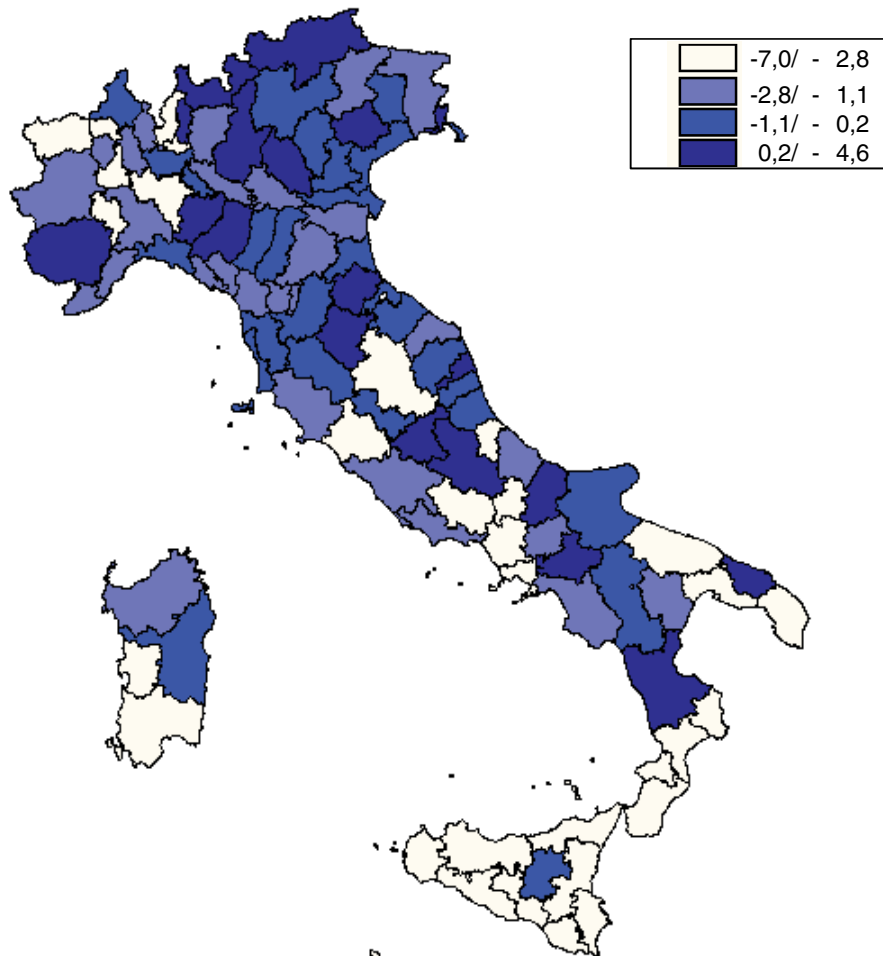 -7,0/ - 2,8
-2,8/ - 1,1
-1,1/ - 0,2
0,2/ - 4,6